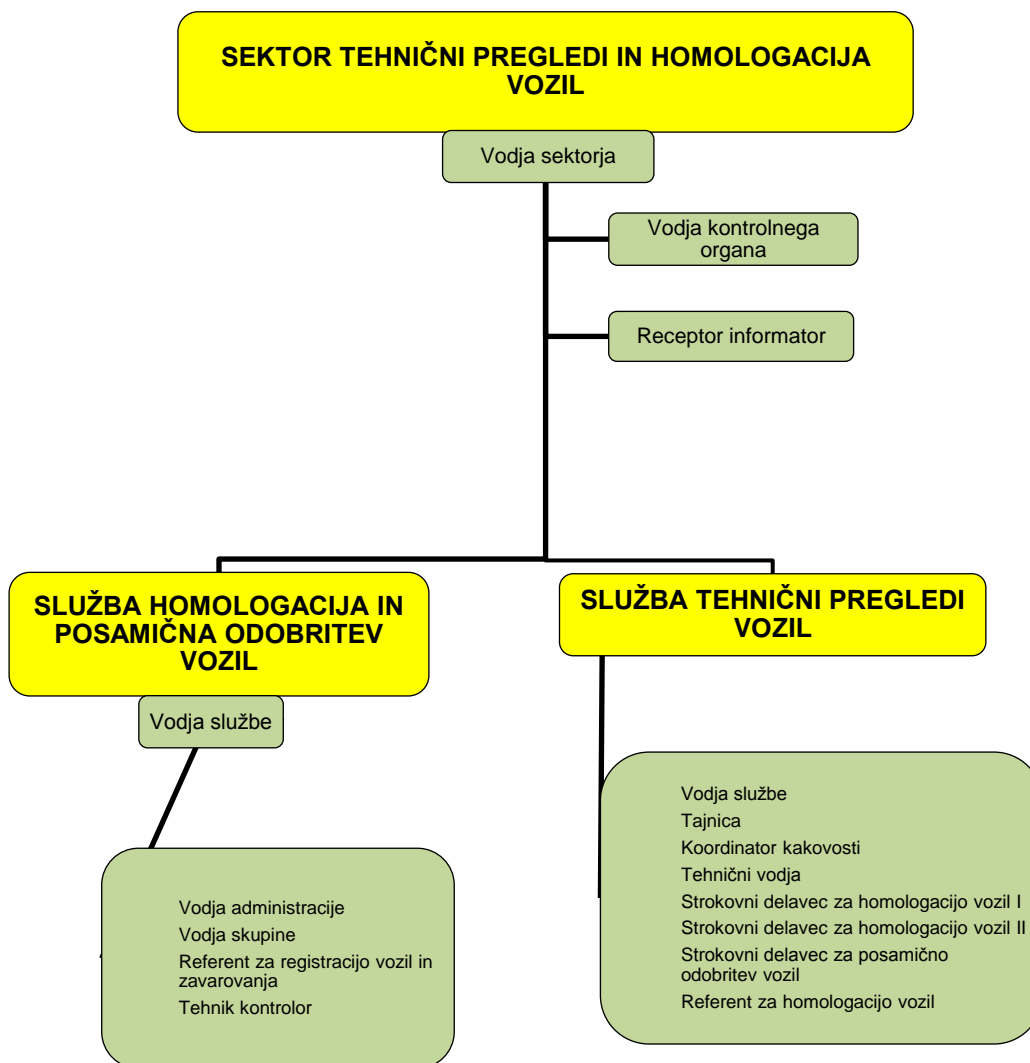 SEKTOR TEHNIČNI PREGLEDI IN HOMOLOGACIJA
VOZIL
Vodja sektorja
Vodja kontrolnega
organa
Receptor informator
SLUŽBA HOMOLOGACIJA IN
POSAMIČNA ODOBRITEV
VOZIL
Vodja službe
Vodja administracije
Vodja skupine
Referent za registracijo vozil in
zavarovanja
Tehnik kontrolor
SLUŽBA TEHNIČNI PREGLEDI
VOZIL
Vodja službe
Tajnica
Koordinator kakovosti
Tehnični vodja
Strokovni delavec za homologacijo vozil I
Strokovni delavec za homologacijo vozil II
Strokovni delavec za posamično
odobritev vozil
Referent za homologacijo vozil